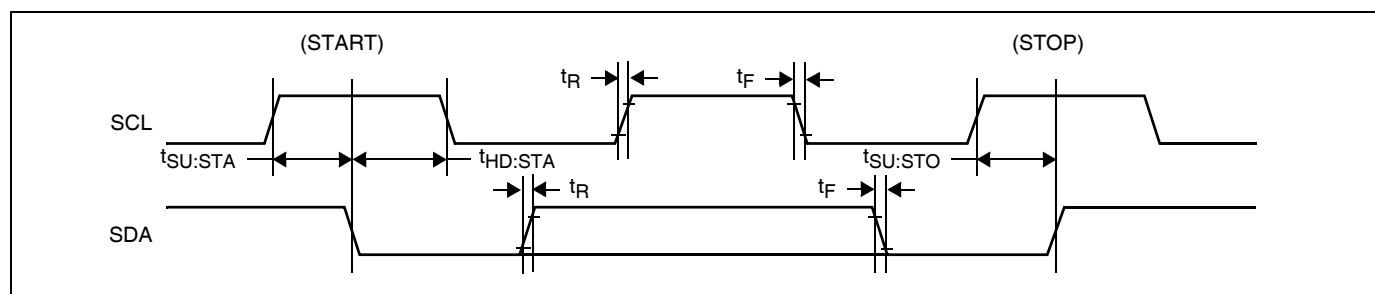 (START)
(STOP)
tR
tF
SCL
tSU:STA
tHD:STA
tSU:STO
tR
tF
SDA